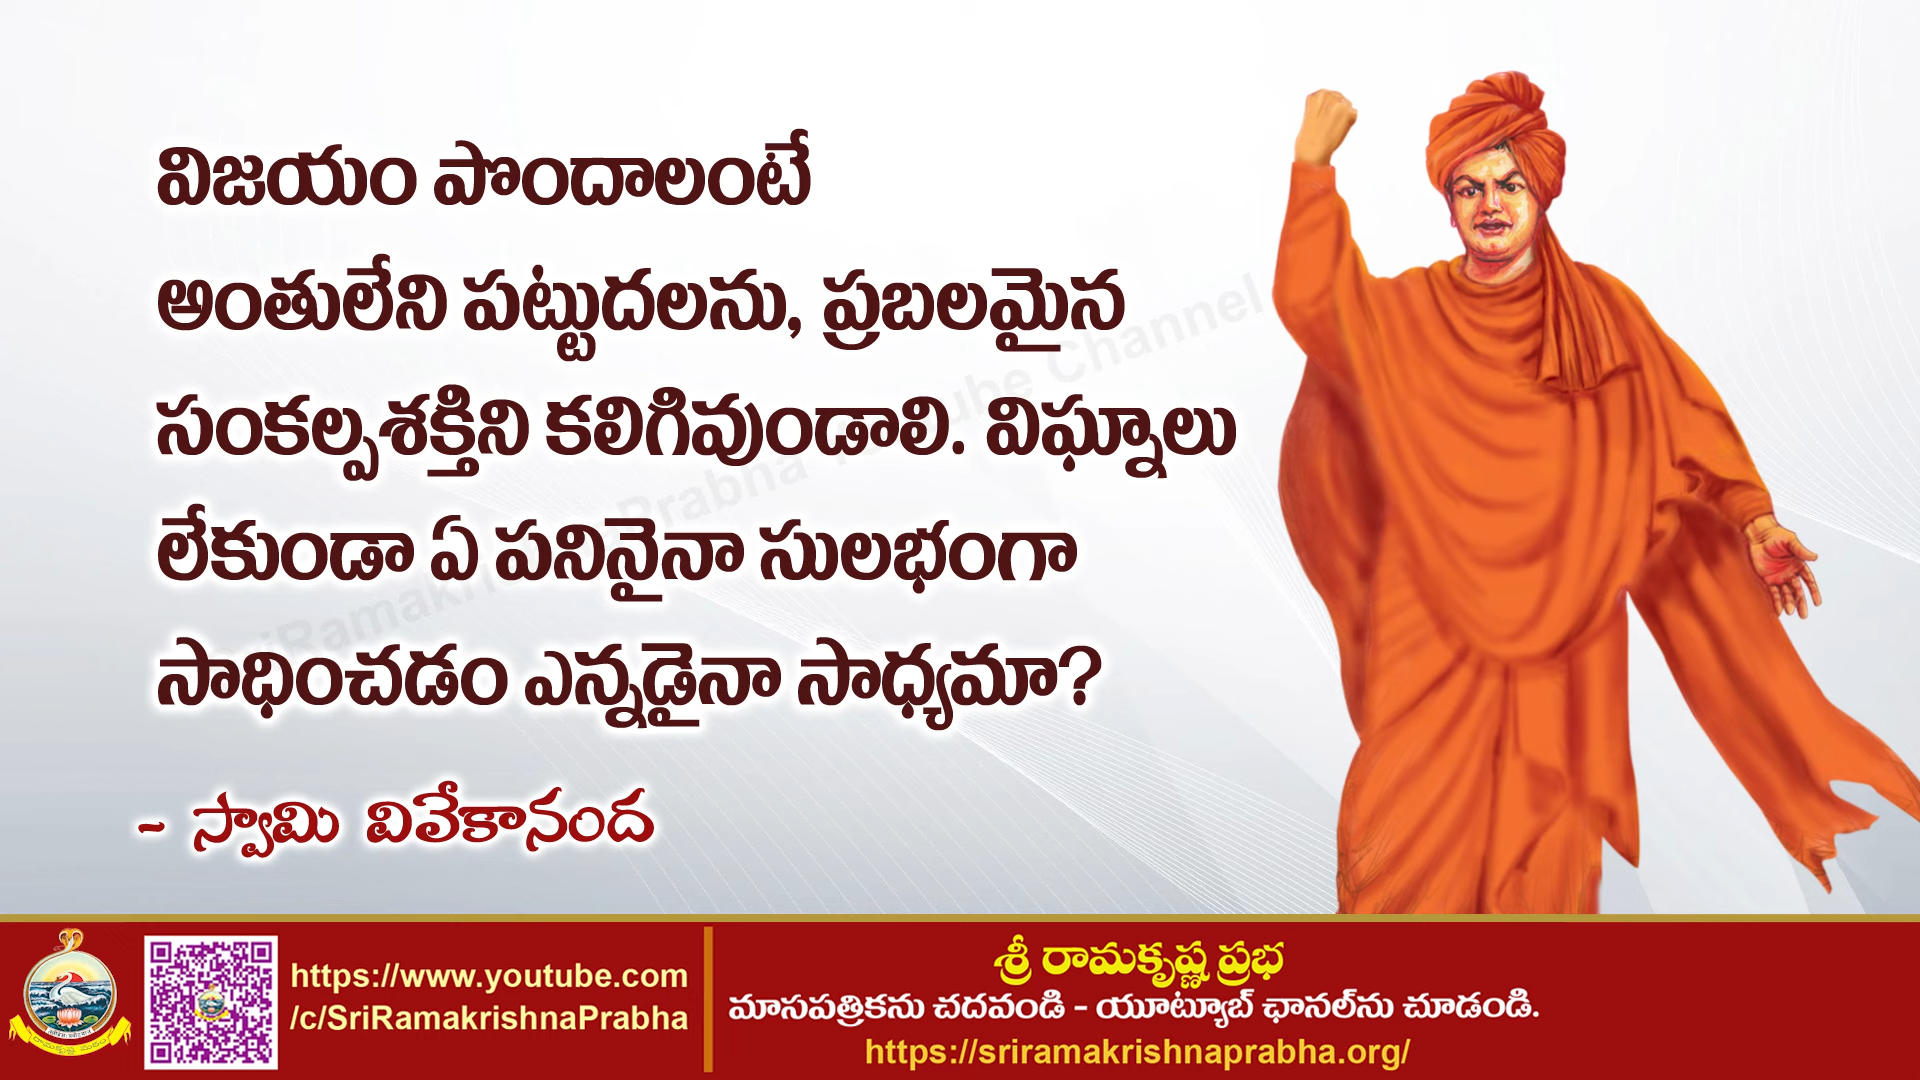 విజయం పొందాలంటే
అంతులేని పట్టుదలను, ప్రబలమైన
సంకల్పశక్తిని కలిగివుండాలి. విఘ్నాలు
లేకుండా ఏ పనినైనా సులభంగా
సాధించడం ఎన్నడైనా సాధ్యమా?
- స్వామి వివేకానంద
https://www.youtube.com
/c/SriRamakrishnaPrabha
శ్రీ రామకృష్ణ ప్రభ
మాసపత్రికను చదవండి - యూట్యూబ్ ఛానల్‌ను చూడండి.
https://sriramakrishnaprabha.org/